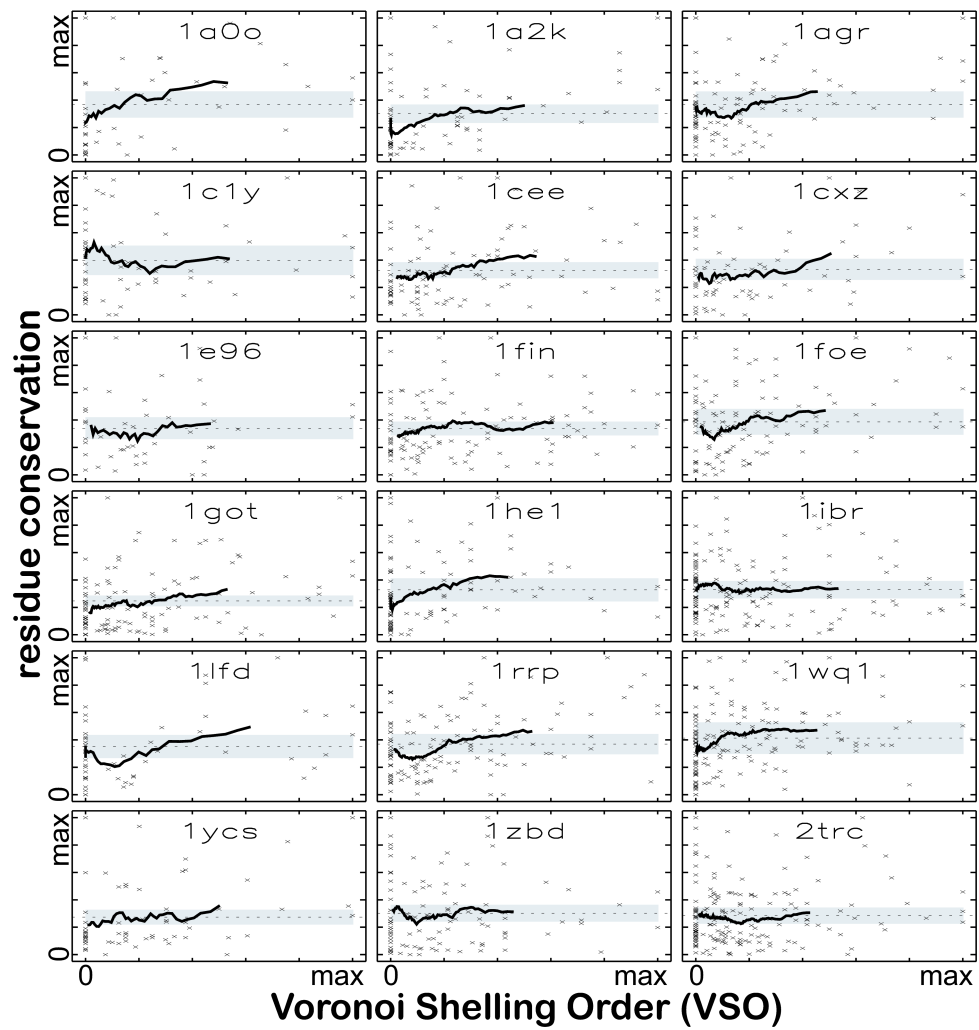 max 1a0o 1a2k 1agr
0
max 1c1y 1cee 1cxz
0
max 1e96 1fin 1foe
0
residue conservation
max 1got 1he1 1ibr
0
max 1lfd 1rrp 1wq1
0
max 1ycs 1zbd 2trc
0
0 max 0 max 0 max
Voronoi Shelling Order (VSO)